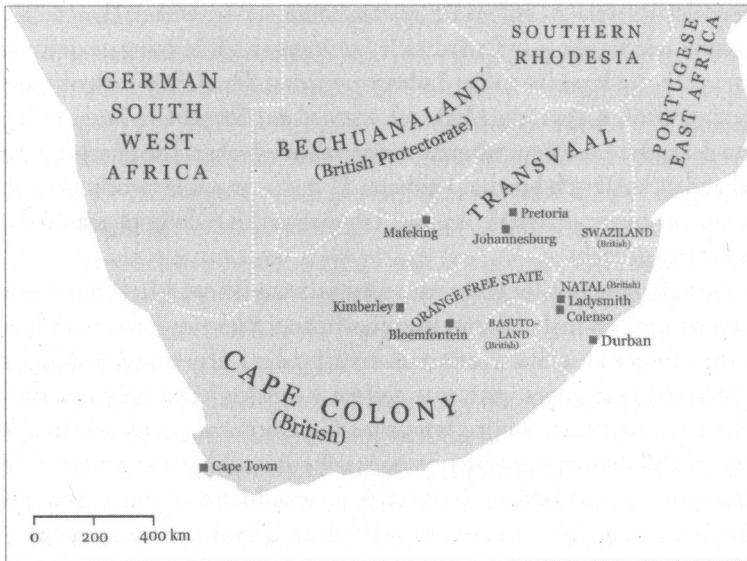 SOUTHERN
RHODESIA
PORTUGESE
EAST AFRICA
GERMAN
SOUTH
WEST
AFRICA
BECHUANALAND
(British Protectorate)
TRANSVAAL
Pretoria
Mafeking
Johannesburg
SWAZILAND
(British)
ORANGE FREE STATE
NATAL (British)
Kimberley
Ladysmith
Colenso
Bloemfontein
BASUTO-
LAND
(British)
Durban
CAPE COLONY
(British)
Cape Town
0 200 400 km